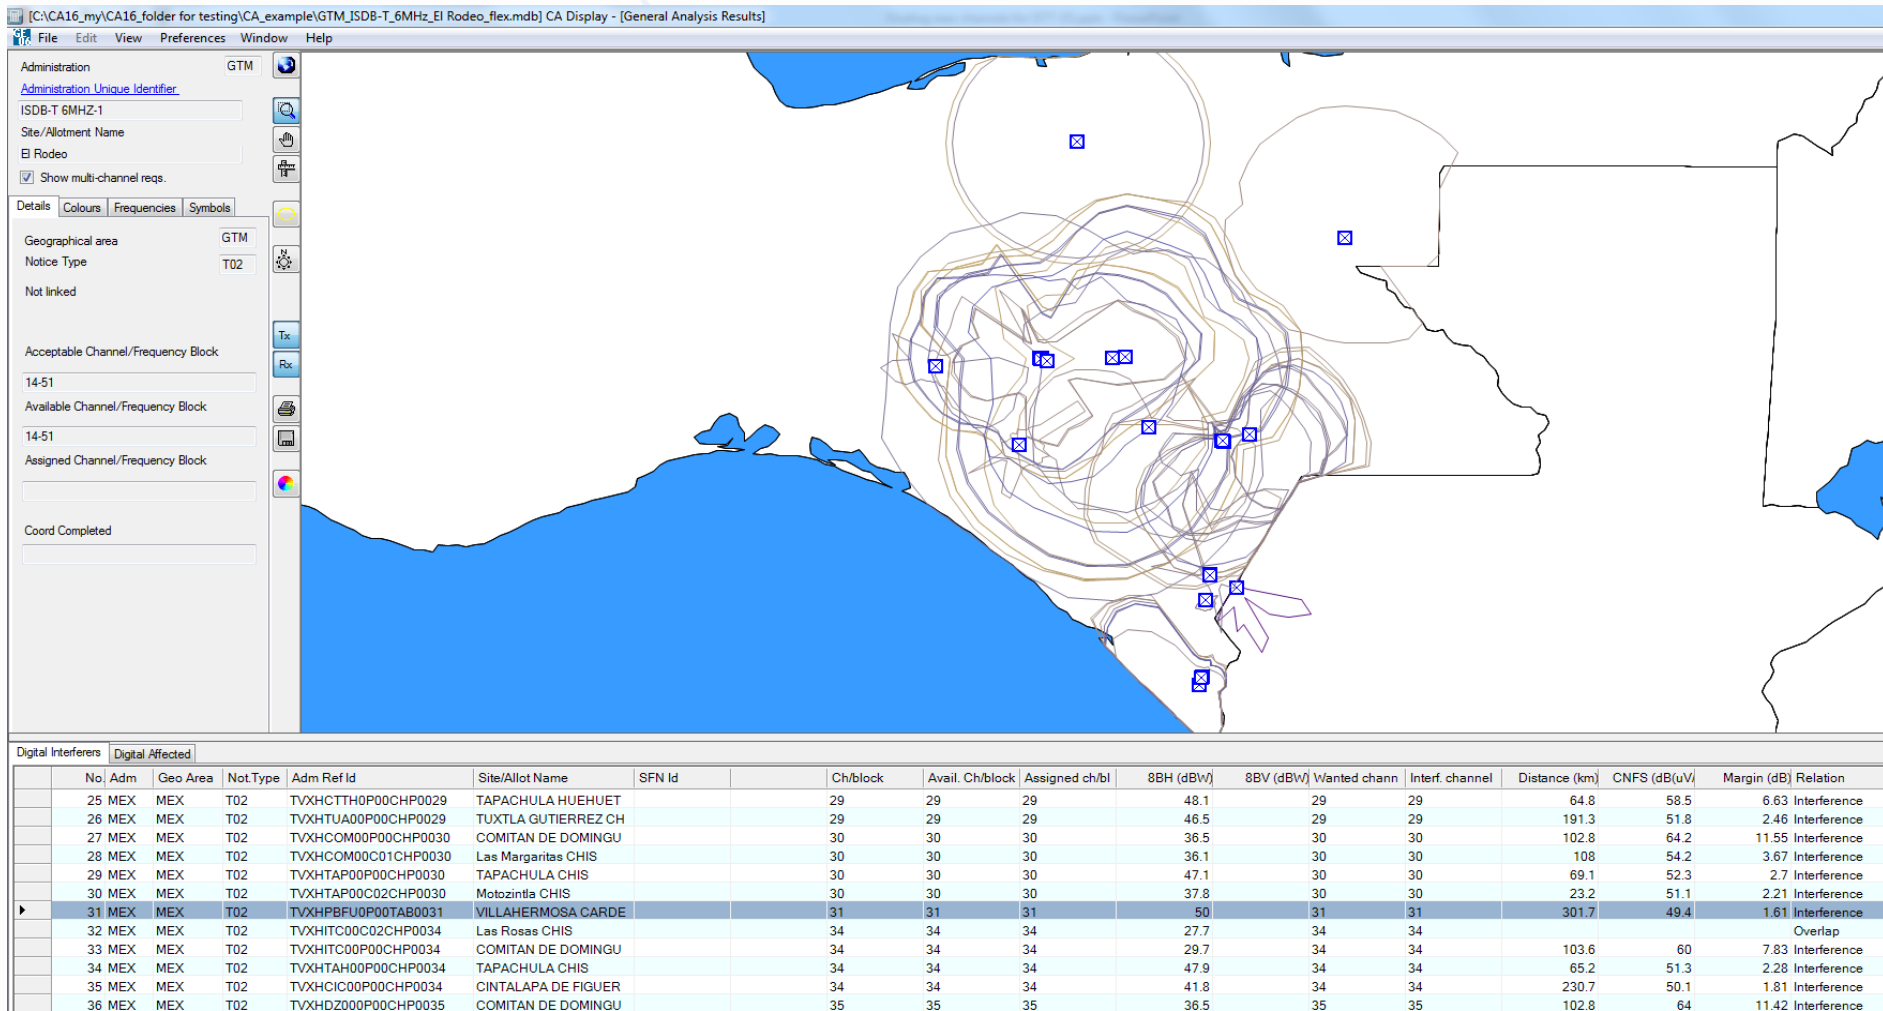 [C:\CA16_my\CA16_folder for testing\CA_example\GTM_ISDB-T_6MHz_El Rodeo_flex.mdb] CA Display - [General Analysis Results]
File Edit View Preferences Window Help
Administration GTM
Administration Unique Identifier
ISDB-T 6MHZ-1
Site/Allotment Name
El Rodeo
Show multi-channel reqs.
Details Colours Frequencies Symbols
Geographical area GTM
Notice Type T02
Not linked
Acceptable Channel/Frequency Block
14-51
Available Channel/Frequency Block
14-51
Assigned Channel/Frequency Block
Coord Completed
Tx
Rx
N
Digital Interferers Digital Affected
No. Adm Geo Area Not.Type Adm Ref Id Site/Allot Name SFN Id Ch/block Avail. Ch/block Assigned ch/bl 8BH (dBW) 8BV (dBW) Wanted chann Interf. channel Distance (km) CNFS (dB(uV/ Margin (dB) Relation
25 MEX MEX T02 TVXHCTTH0P00CHP0029 TAPACHULA HUEHUET 29 29 29 48.1 29 29 64.8 58.5 6.63 Interference
26 MEX MEX T02 TVXHTUA00P00CHP0029 TUXTLA GUTIERREZ CH 29 29 29 46.5 29 29 191.3 51.8 2.46 Interference
27 MEX MEX T02 TVXHCOM00P00CHP0030 COMITAN DE DOMINGU 30 30 30 36.5 30 30 102.8 64.2 11.55 Interference
28 MEX MEX T02 TVXHCOM00C01CHP0030 Las Margaritas CHIS 30 30 30 36.1 30 30 108 54.2 3.67 Interference
29 MEX MEX T02 TVXHTAP00P00CHP0030 TAPACHULA CHIS 30 30 30 47.1 30 30 69.1 52.3 2.7 Interference
30 MEX MEX T02 TVXHTAP00C02CHP0030 Motozintla CHIS 30 30 30 37.8 30 30 23.2 51.1 2.21 Interference
31 MEX MEX T02 TVXHPBFU0P00TAB0031 VILLAHERMOSA CARDE 31 31 31 50 31 31 301.7 49.4 1.61 Interference
32 MEX MEX T02 TVXHITC00C02CHP0034 Las Rosas CHIS 34 34 34 27.7 34 34 Overlap
33 MEX MEX T02 TVXHITC00P00CHP0034 COMITAN DE DOMINGU 34 34 34 29.7 34 34 103.6 60 7.83 Interference
34 MEX MEX T02 TVXHTAH00P00CHP0034 TAPACHULA CHIS 34 34 34 47.9 34 34 65.2 51.3 2.28 Interference
35 MEX MEX T02 TVXHCIC00P00CHP0034 CINTALAPA DE FIGUER 34 34 34 41.8 34 34 230.7 50.1 1.81 Interference
36 MEX MEX T02 TVXHDZ000P00CHP0035 COMITAN DE DOMINGU 35 35 35 36.5 35 35 102.8 64 11.42 Interference